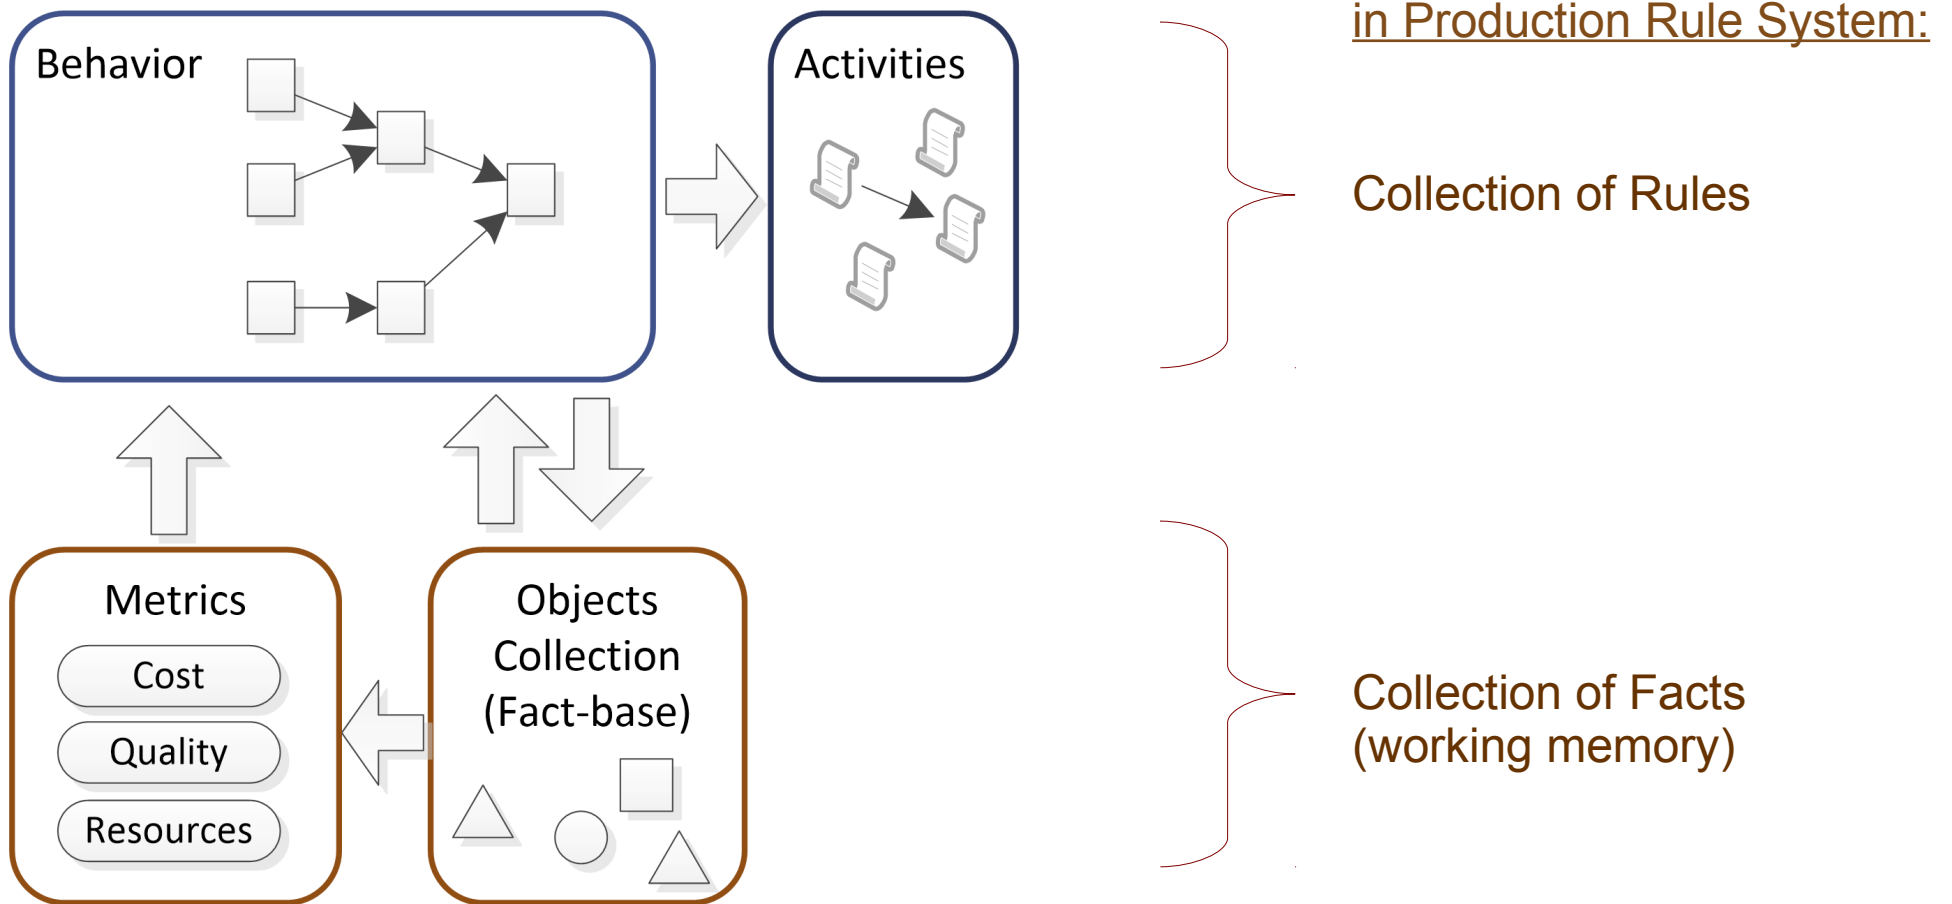 in Production Rule System:
Behavior
Activities
Collection of Rules
Metrics
Cost
Quality
Resources
Objects
Collection
(Fact-base)
Collection of Facts
(working memory)